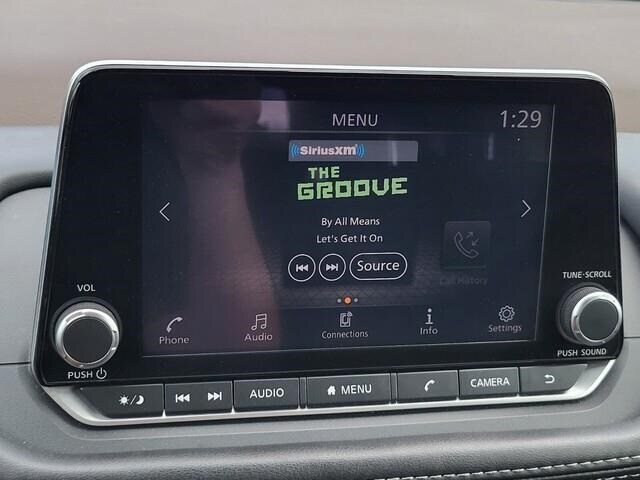 MENU
1:29
SiriusXM
THE
GROOVE
By All Means
Let's Get It On
Source
Call History
Phone
Audio
Connections
Info
Settings
VOL
PUSH
TUNE·SCROLL
PUSH SOUND
AUDIO
MENU
CAMERA